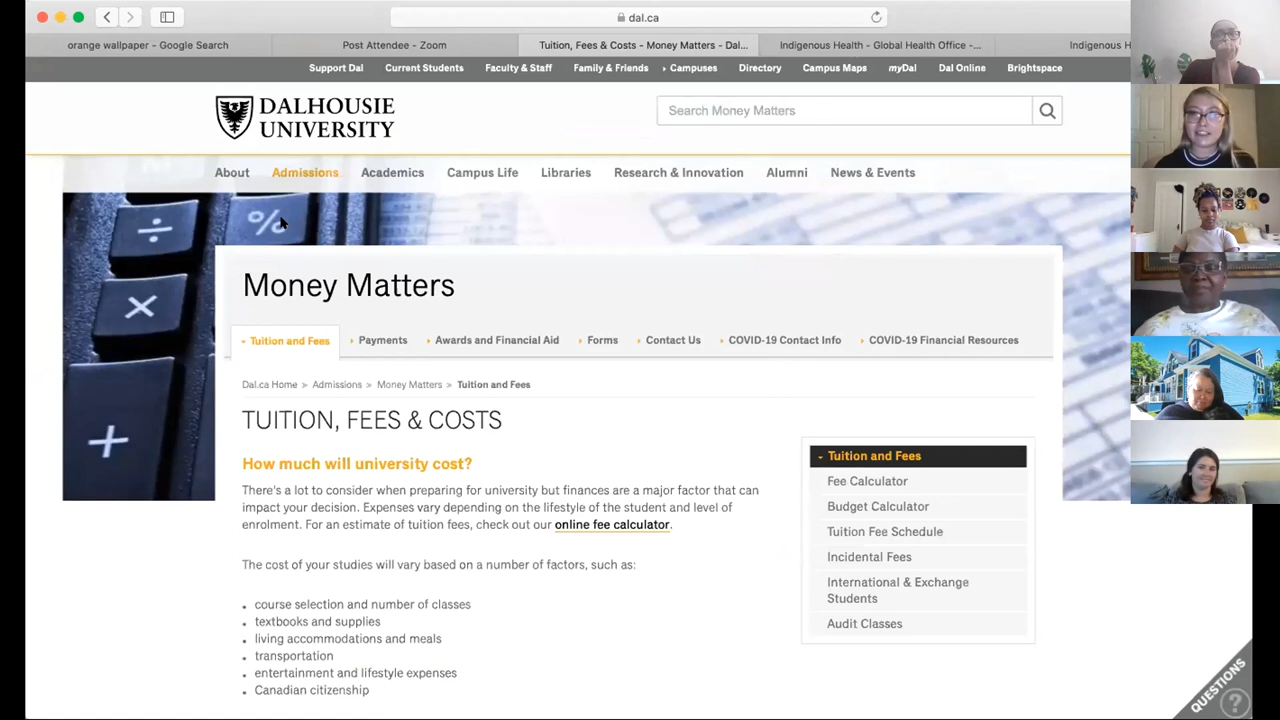 dal.ca
orange wallpaper - Google Search
Post Attendee - Zoom
Tuition, Fees & Costs - Money Matters - Dal...
Indigenous Health - Global Health Office -...
Indigenous H
Support Dal
Current Students
Faculty & Staff
Family & Friends
Campuses
Directory
Campus Maps
myDal
Dal Online
Brightspace
DALHOUSIE
UNIVERSITY
Search Money Matters
About
Admissions
Academics
Campus Life
Libraries
Research & Innovation
Alumni
News & Events
÷
%
×
+
Money Matters
Tuition and Fees
Payments
Awards and Financial Aid
Forms
Contact Us
COVID-19 Contact Info
COVID-19 Financial Resources
Dal.ca Home > Admissions > Money Matters > Tuition and Fees
TUITION, FEES & COSTS
How much will university cost?
There's a lot to consider when preparing for university but finances are a major factor that can
impact your decision. Expenses vary depending on the lifestyle of the student and level of
enrolment. For an estimate of tuition fees, check out our online fee calculator.
The cost of your studies will vary based on a number of factors, such as:
course selection and number of classes
textbooks and supplies
living accommodations and meals
transportation
entertainment and lifestyle expenses
Canadian citizenship
Tuition and Fees
Fee Calculator
Budget Calculator
Tuition Fee Schedule
Incidental Fees
International & Exchange
Students
Audit Classes
QUESTIONS
?